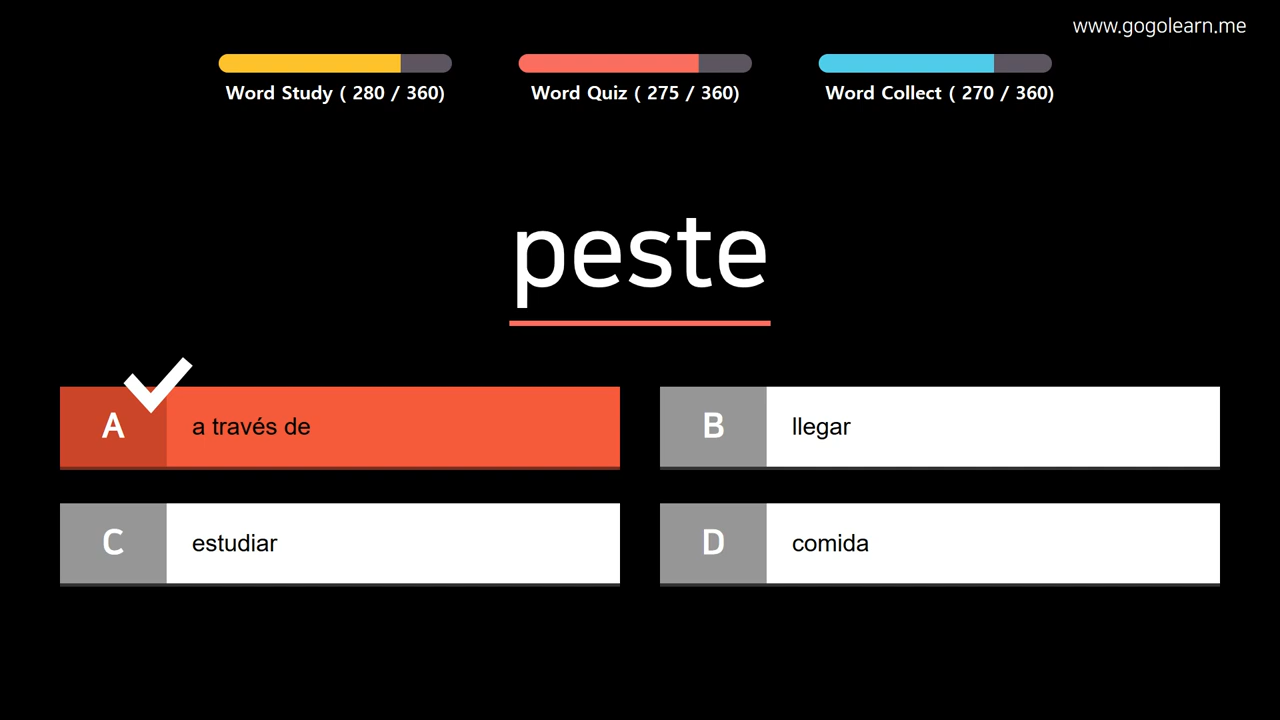 www.gogolearn.me
Word Study ( 280 / 360)
Word Quiz ( 275 / 360)
Word Collect ( 270 / 360)
peste
A a través de
B llegar
C estudiar
D comida